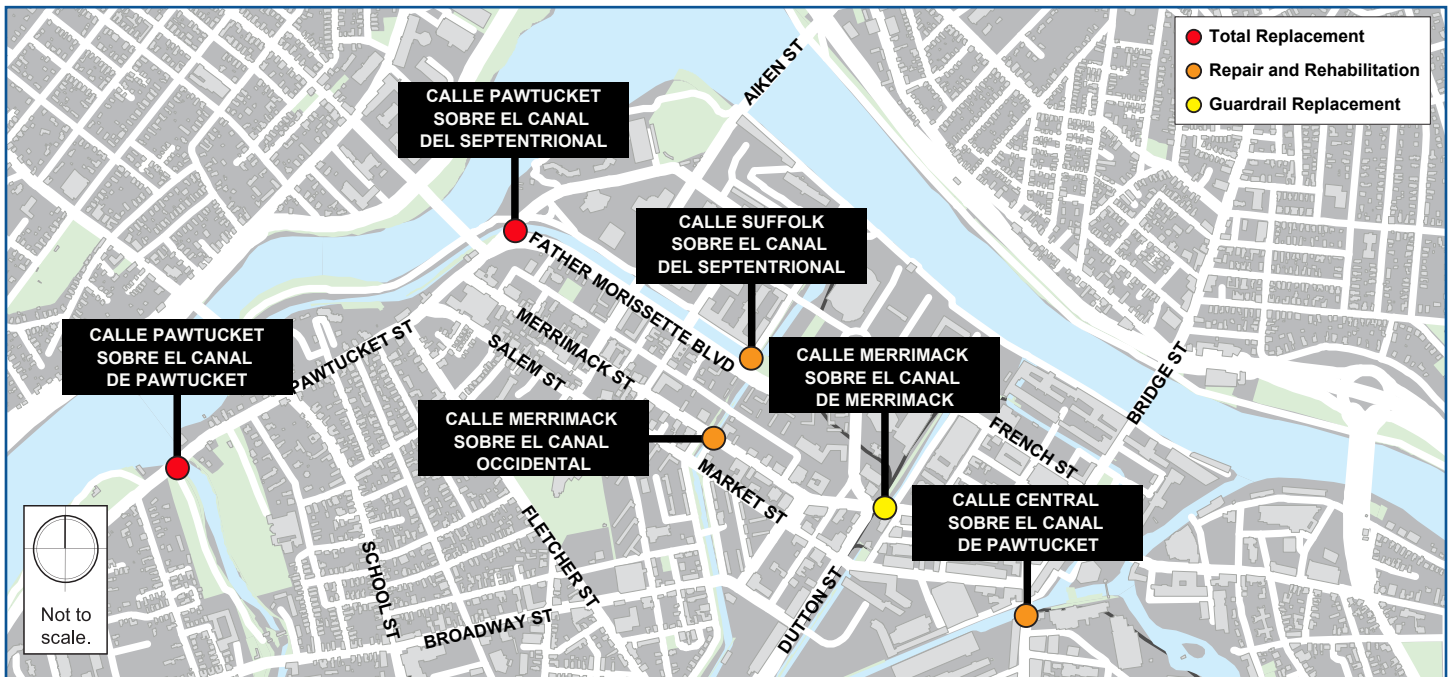 Total Replacement
Repair and Rehabilitation
Guardrail Replacement
AIKEN ST
CALLE PAWTUCKET
SOBRE EL CANAL
DEL SEPTENTRIONAL
CALLE SUFFOLK
SOBRE EL CANAL
DEL SEPTENTRIONAL
FATHER MORISSETTE BLVD
CALLE PAWTUCKET
SOBRE EL CANAL
DE PAWTUCKET
PAWTUCKET ST
MERRIMACK ST
SALEM ST
CALLE MERRIMACK
SOBRE EL CANAL
DE MERRIMACK
BRIDGE ST
CALLE MERRIMACK
SOBRE EL CANAL
OCCIDENTAL
MARKET ST
FRENCH ST
CALLE CENTRAL
SOBRE EL CANAL
DE PAWTUCKET
FLETCHER ST
SCHOOL ST
BROADWAY ST
DUTTON ST
Not to
scale.